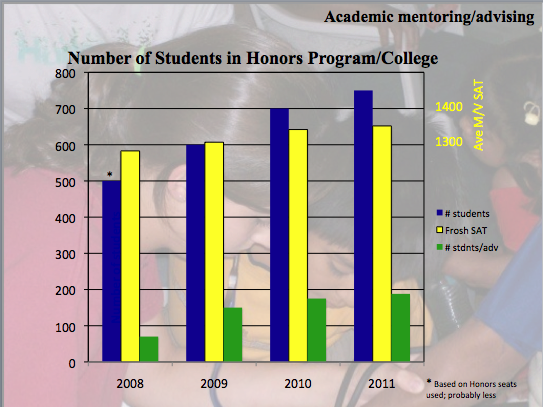 Academic mentoring/advising
Number of Students in Honors Program/College
800
700
600
500
400
300
200
100
0
*
2008
2009
2010
2011
1400
1300
Ave M/V SAT
# students
Frosh SAT
# stdnts/adv
* Based on Honors seats
used; probably less